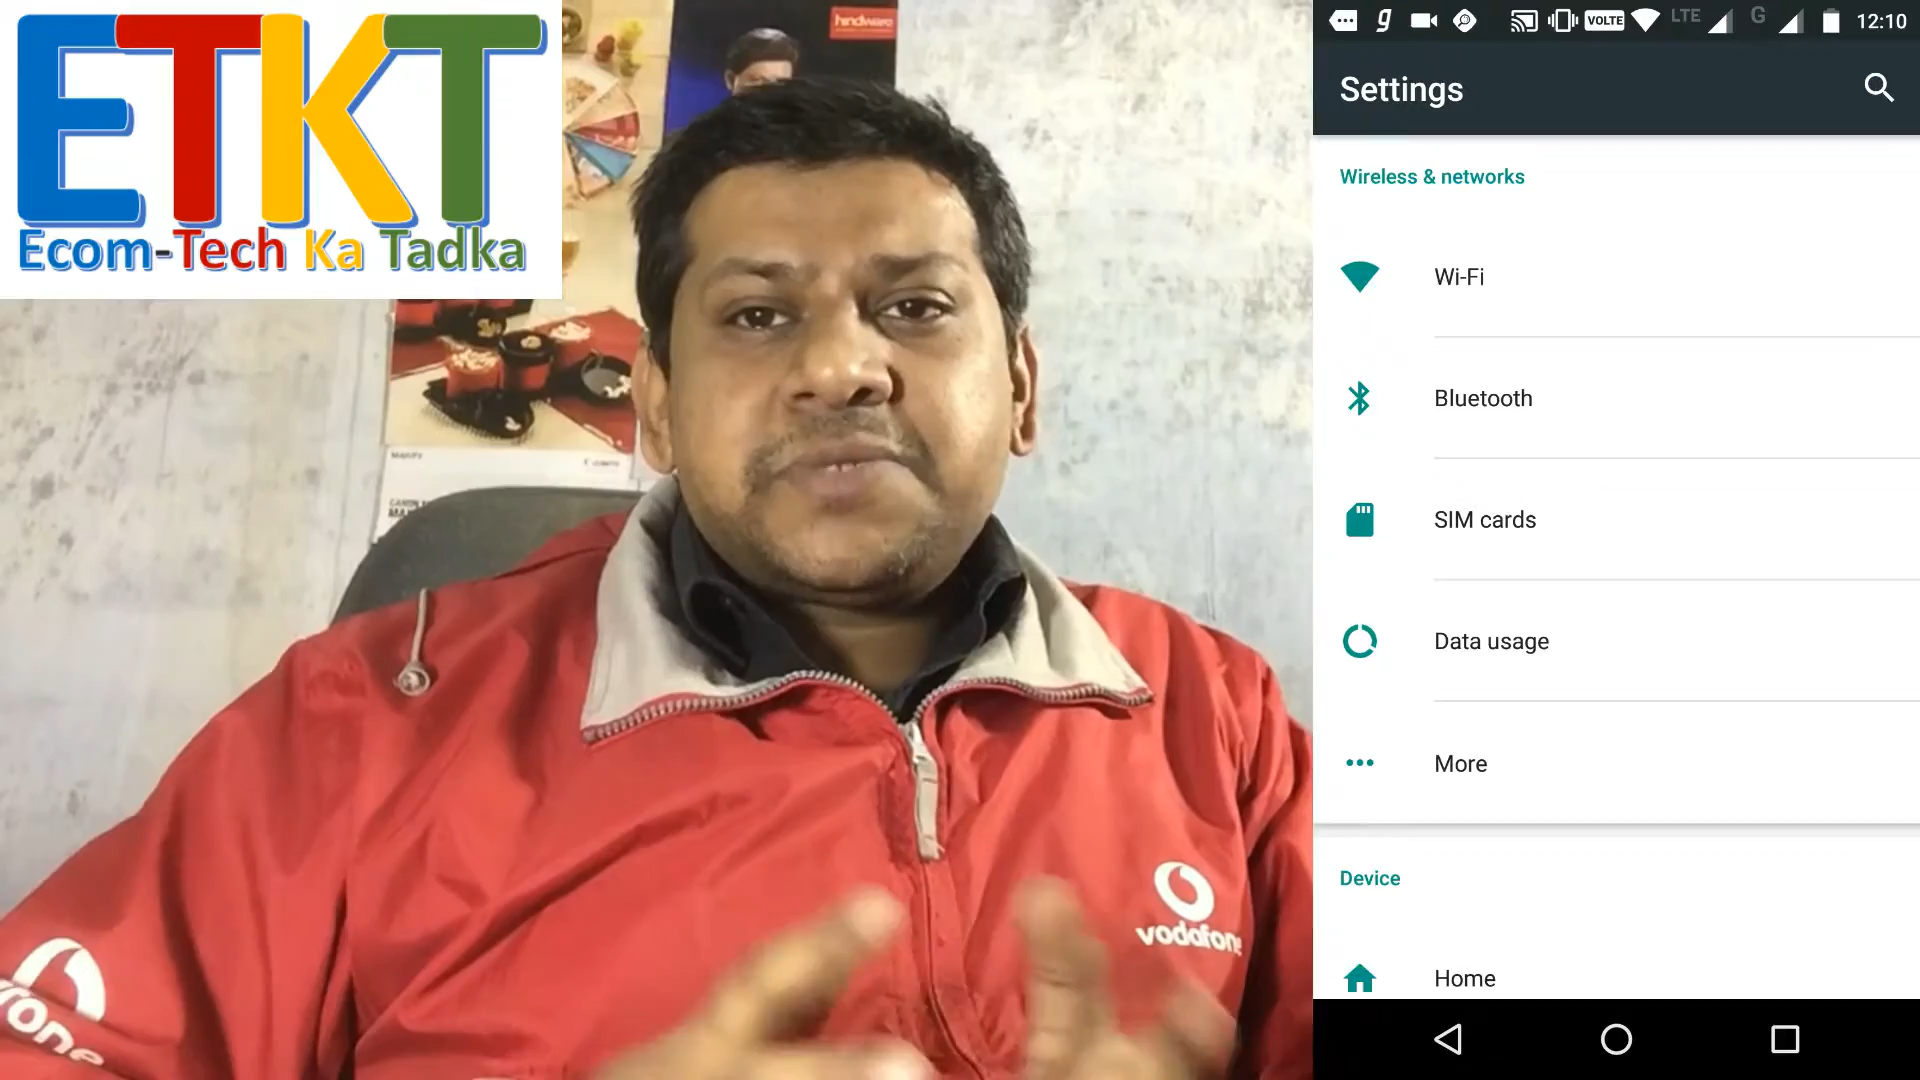 ETKT
Ecom-Tech Ka Tadka
hindware
VOLTE
LTE
G
12:10
Settings
Wireless & networks
Wi-Fi
Bluetooth
SIM cards
Data usage
More
Device
Home
vodafone